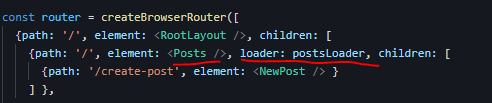 const router = createBrowserRouter([
{path: '/', element: <RootLayout />, children: [
{path: '/', element: <Posts />, loader: postsLoader, children: [
{path: '/create-post', element: <NewPost /> }
] },